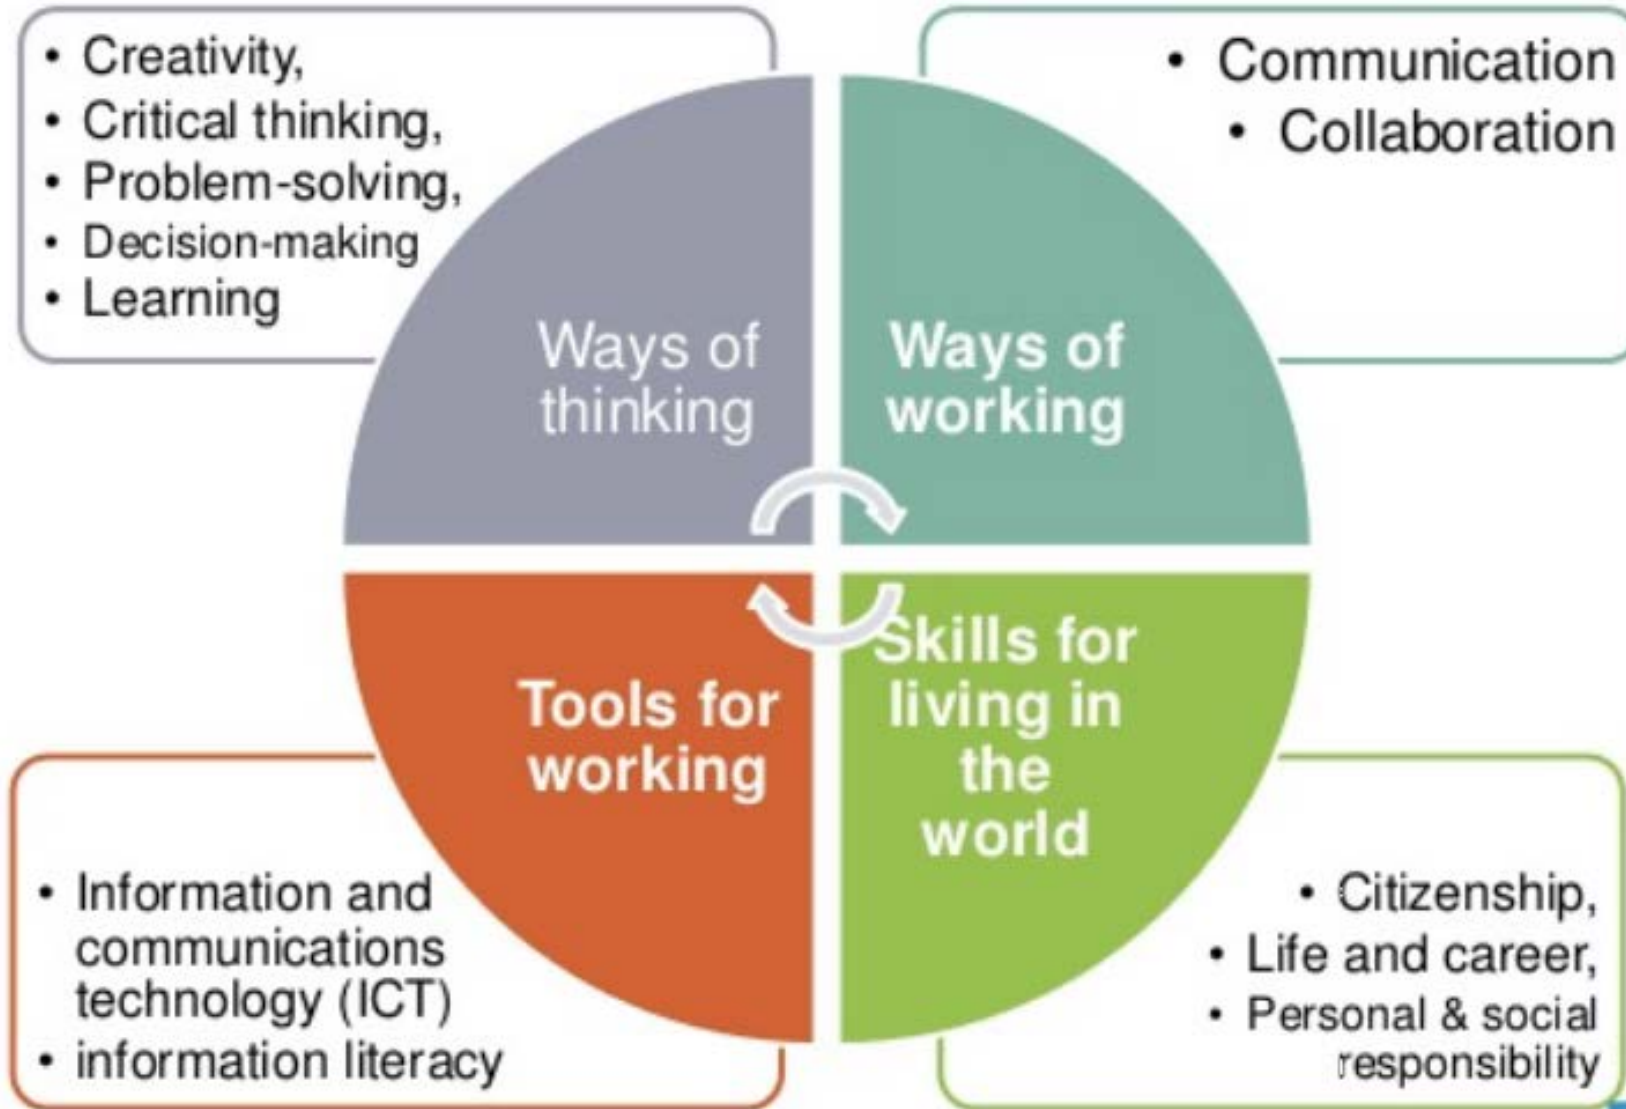 • Creativity,
• Critical thinking,
• Problem-solving,
• Decision-making
• Learning
• Communication
• Collaboration
Ways of
thinking
Ways of
working
Tools for
working
Skills for
living in
the
world
• Information and
communications
technology (ICT)
• information literacy
• Citizenship,
• Life and career,
• Personal & social
responsibility